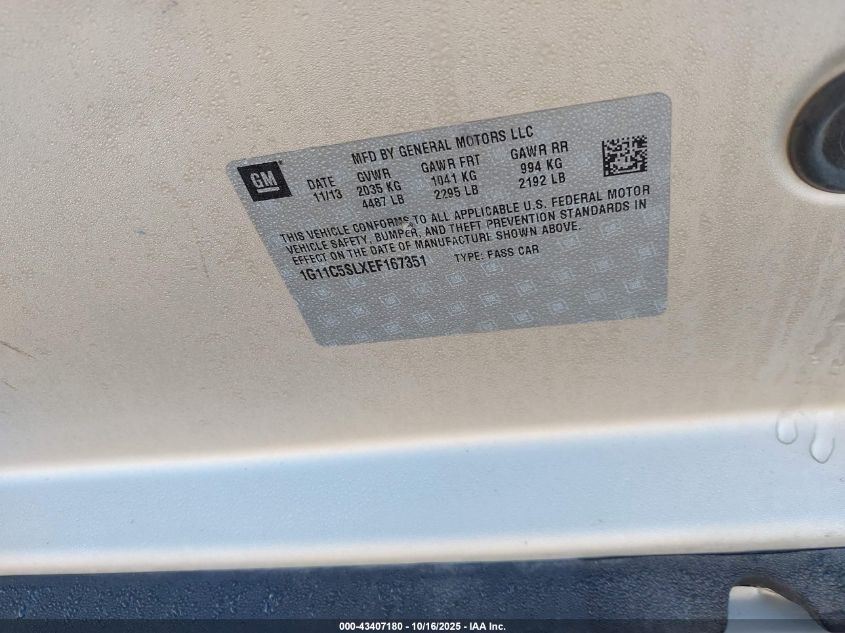 MFD BY GENERAL MOTORS LLC
GM DATE GVWR GAWR FRT GAWR RR
11/13 2035 KG 1041 KG 994 KG
4487 LB 2295 LB 2192 LB
THIS VEHICLE CONFORMS TO ALL APPLICABLE U.S. FEDERAL MOTOR
VEHICLE SAFETY, BUMPER, AND THEFT PREVENTION STANDARDS IN
EFFECT ON THE DATE OF MANUFACTURE SHOWN ABOVE.
1G11C5SLXEF167351 TYPE: PASS CAR
000-43407180 - 10/16/2025 - IAA Inc.